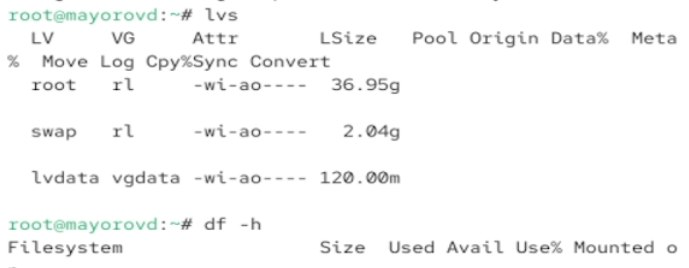 root@mayorovd:~# lvs
  LV     VG     Attr       LSize   Pool Origin Data%  Meta
%  Move Log Cpy%Sync Convert
  root   rl     -wi-ao----  36.95g
  swap   rl     -wi-ao----   2.04g
  lvdata vgdata -wi-ao---- 120.00m
root@mayorovd:~# df -h
Filesystem                 Size  Used Avail Use% Mounted o